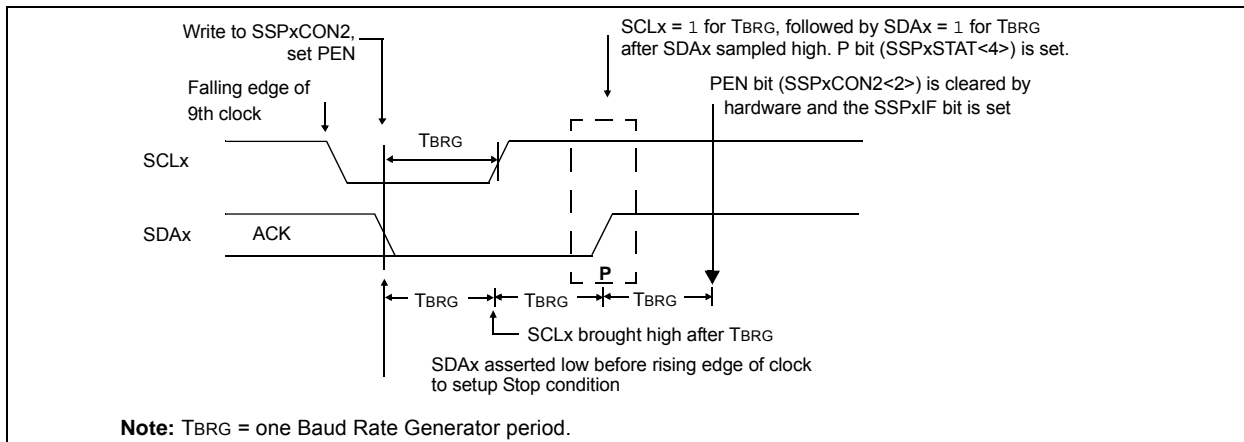 Write to SSPxCON2,
set PEN
SCLx = 1 for TBRG, followed by SDAx = 1 for TBRG
after SDAx sampled high. P bit (SSPxSTAT<4>) is set.
Falling edge of
9th clock
PEN bit (SSPxCON2<2>) is cleared by
hardware and the SSPxIF bit is set
TBRG
SCLx
SDAx
ACK
P
TBRG
TBRG
TBRG
SCLx brought high after TBRG
SDAx asserted low before rising edge of clock
to setup Stop condition
Note: TBRG = one Baud Rate Generator period.